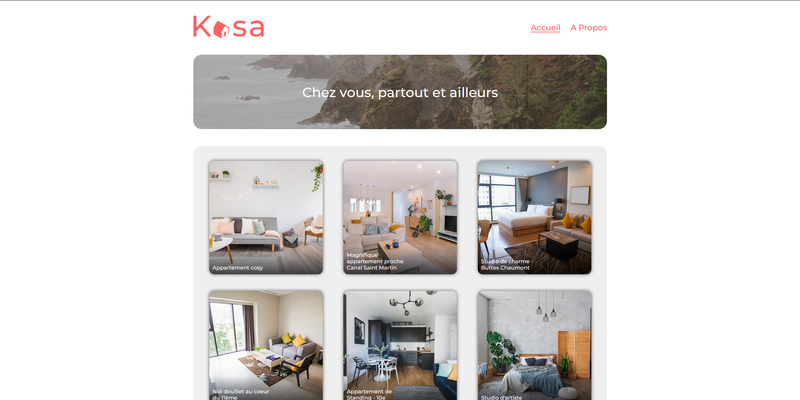 Kasa
Accueil A Propos
Chez vous, partout et ailleurs
Appartement cosy
Magnifique
appartement proche
Canal Saint Martin
Studio de charme -
Buttes Chaumont
Nid douillet au coeur
du 11ème
Appartement de
Standing - 10e
Studio d'artiste